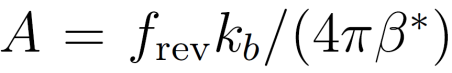 A = f_rev k_b/(4πβ*)